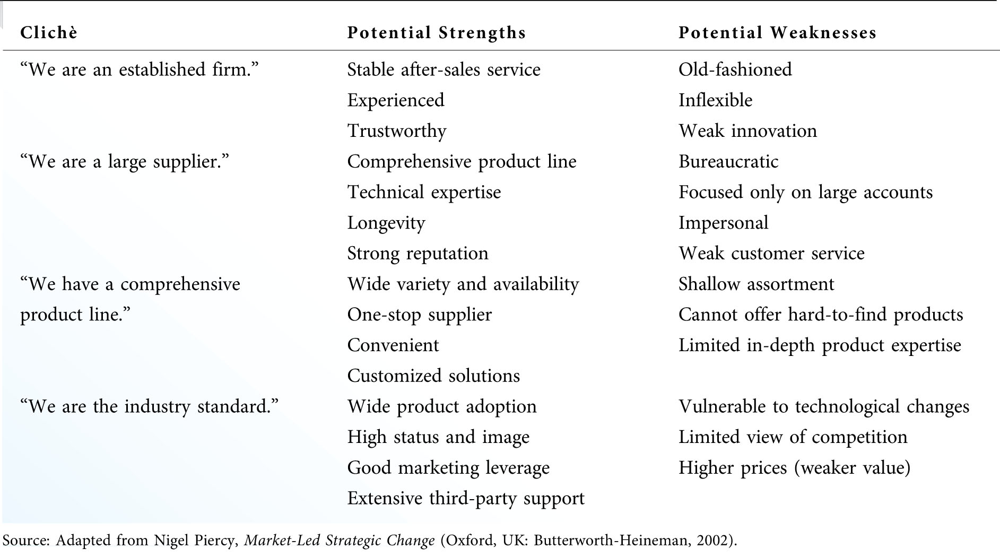 Clichè Potential Strengths Potential Weaknesses
“We are an established firm.” Stable after-sales service Old-fashioned
Experienced Inflexible
Trustworthy Weak innovation
“We are a large supplier.” Comprehensive product line Bureaucratic
Technical expertise Focused only on large accounts
Longevity Impersonal
Strong reputation Weak customer service
“We have a comprehensive Wide variety and availability Shallow assortment
product line.” One-stop supplier Cannot offer hard-to-find products
Convenient Limited in-depth product expertise
Customized solutions
“We are the industry standard.” Wide product adoption Vulnerable to technological changes
High status and image Limited view of competition
Good marketing leverage Higher prices (weaker value)
Extensive third-party support
Source: Adapted from Nigel Piercy, Market-Led Strategic Change (Oxford, UK: Butterworth-Heineman, 2002).